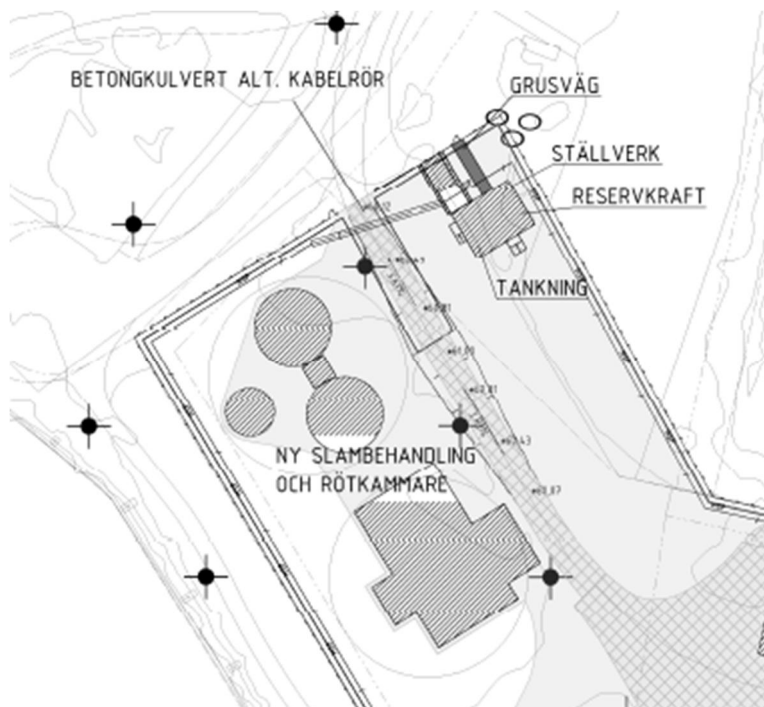 BETONGKULVERT ALT. KABELRÖR
GRUSVÄG
STÄLLVERK
RESERVKRAFT
TANKNING
NY SLAMBEHANDLING
OCH RÖTKAMMARE